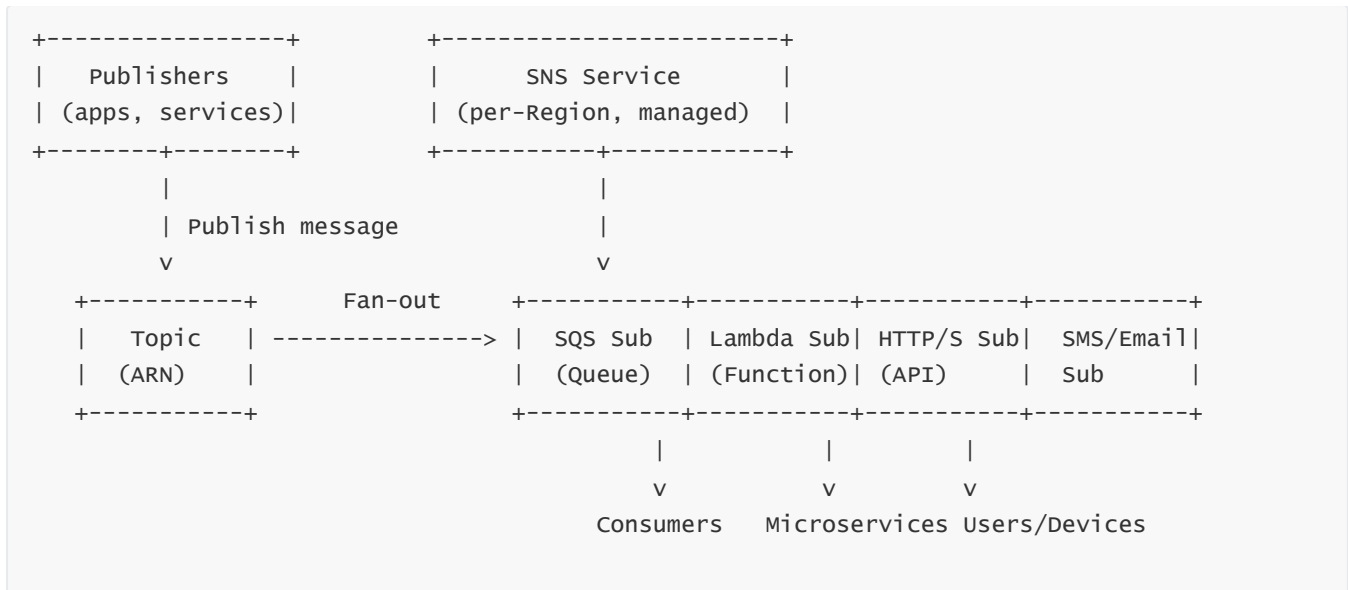 +-----------------+         +------------------------+
|    Publishers    |         |       SNS Service       |
| (apps, services)|         | (per-Region, managed)  |
+--------+--------+         +-----------+------------+
         |                              |
         | Publish message              |
         v                              v
   +-----------+      Fan-out     +-----------+-----------+-----------+-----------+
   |   Topic   | ---------------> |  SQS Sub  | Lambda Sub| HTTP/S Sub|  SMS/Email|
   |  (ARN)    |                  |  (Queue)  | (Function)| (API)     |  Sub      |
   +-----------+                  +-----------+-----------+-----------+-----------+
                                            |           |         |
                                            v           v         v
                                        Consumers   Microservices Users/Devices